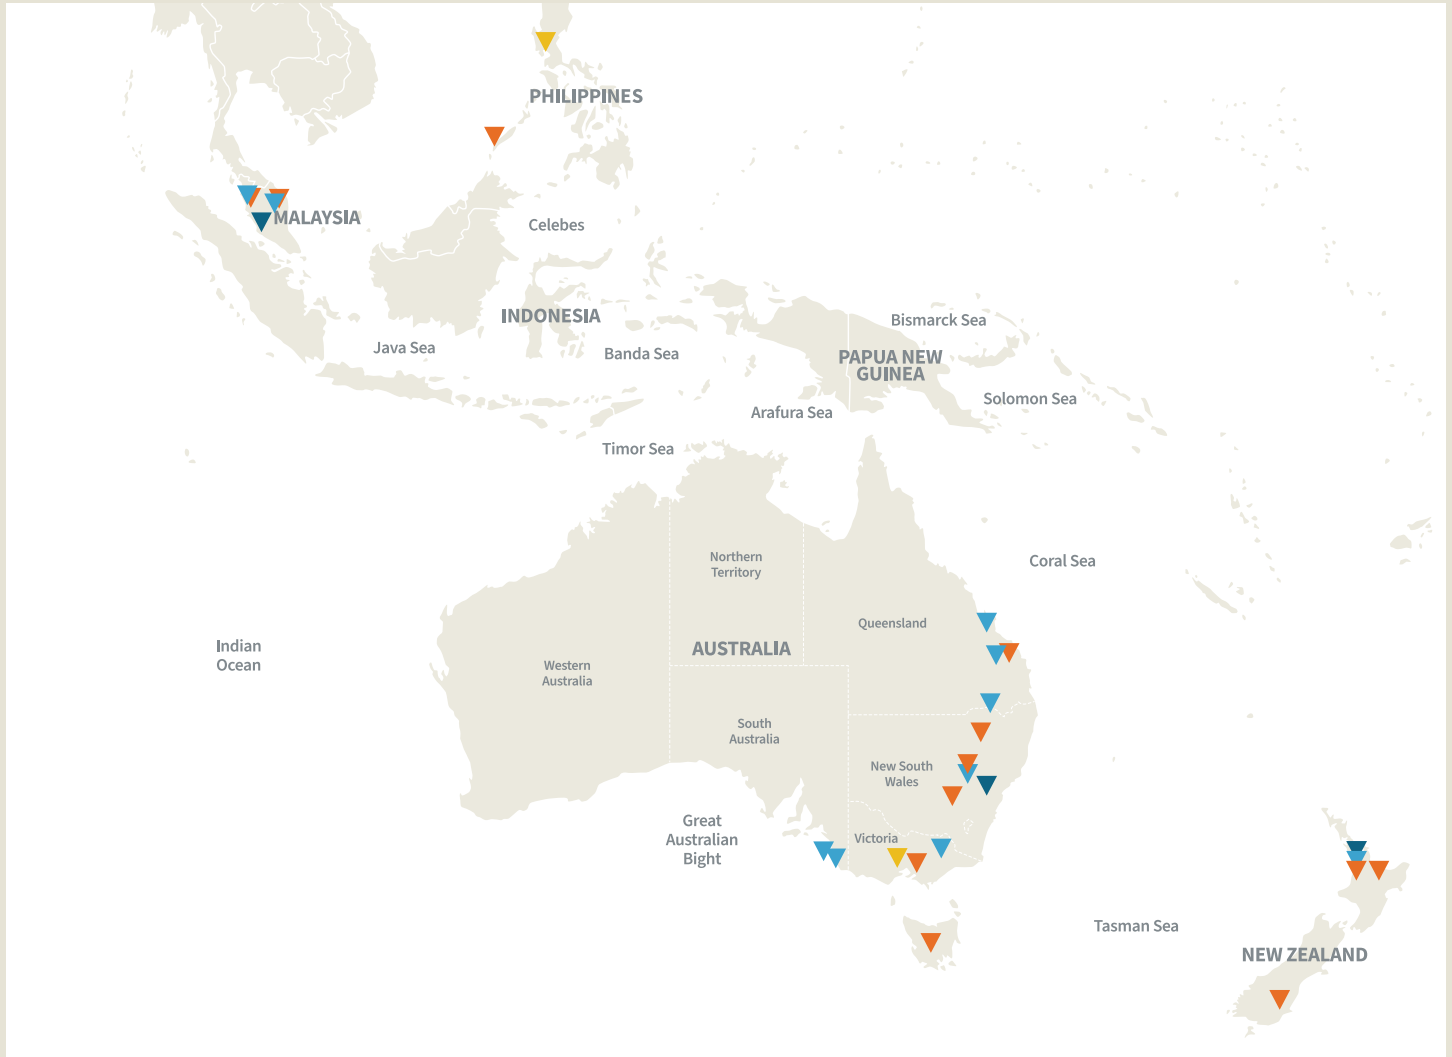 PHILIPPINES
MALAYSIA
Celebes
INDONESIA
Bismarck Sea
Java Sea
Banda Sea
PAPUA NEW
GUINEA
Solomon Sea
Arafura Sea
Timor Sea
Northern
Territory
Coral Sea
Queensland
Indian
Ocean
AUSTRALIA
Western
Australia
South
Australia
New South
Wales
Great
Australian
Bight
Victoria
Tasman Sea
NEW ZEALAND